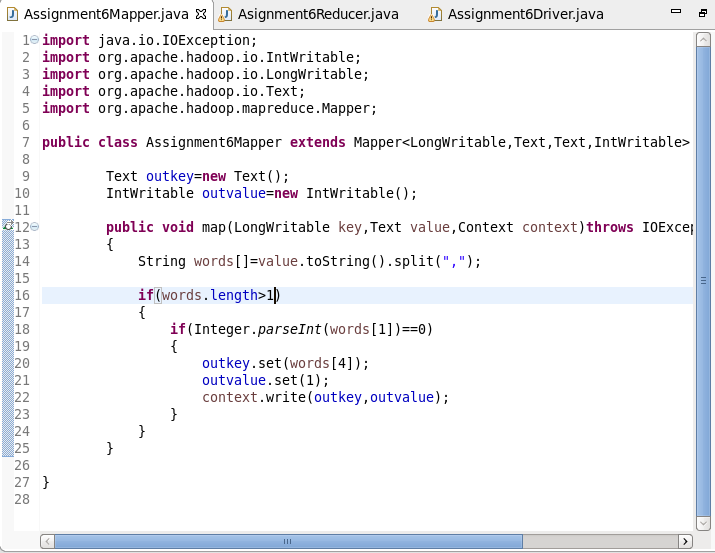 Assignment6Mapper.java Asignment6Reducer.java Assignment6Driver.java
1 import java.io.IOException;
2 import org.apache.hadoop.io.IntWritable;
3 import org.apache.hadoop.io.LongWritable;
4 import org.apache.hadoop.io.Text;
5 import org.apache.hadoop.mapreduce.Mapper;
6
7 public class Assignment6Mapper extends Mapper<LongWritable,Text,Text,IntWritable>
8
9 Text outkey=new Text();
10 IntWritable outvalue=new IntWritable();
11
12 public void map(LongWritable key,Text value,Context context)throws IOExcep
13 {
14 String words[]=value.toString().split(",");
15
16 if(words.length>1)
17 {
18 if(Integer.parseInt(words[1])==0)
19 {
20 outkey.set(words[4]);
21 outvalue.set(1);
22 context.write(outkey,outvalue);
23 }
24 }
25 }
26
27 }
28